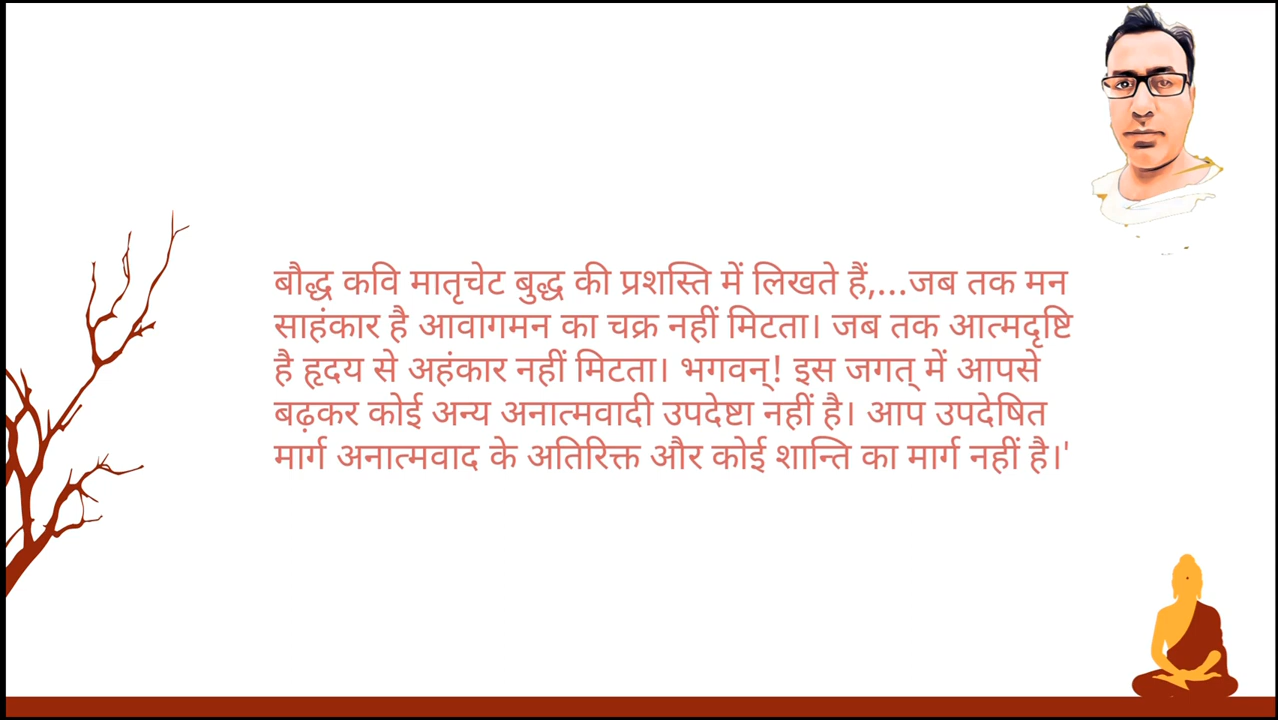 बौद्ध कवि मातृचेट बुद्ध की प्रशस्ति में लिखते हैं,...जब तक मन
साहंकार है आवागमन का चक्र नहीं मिटता। जब तक आत्मदृष्टि
है हृदय से अहंकार नहीं मिटता। भगवन्! इस जगत् में आपसे
बढ़कर कोई अन्य अनात्मवादी उपदेष्टा नहीं है। आप उपदेषित
मार्ग अनात्मवाद के अतिरिक्त और कोई शान्ति का मार्ग नहीं है।'